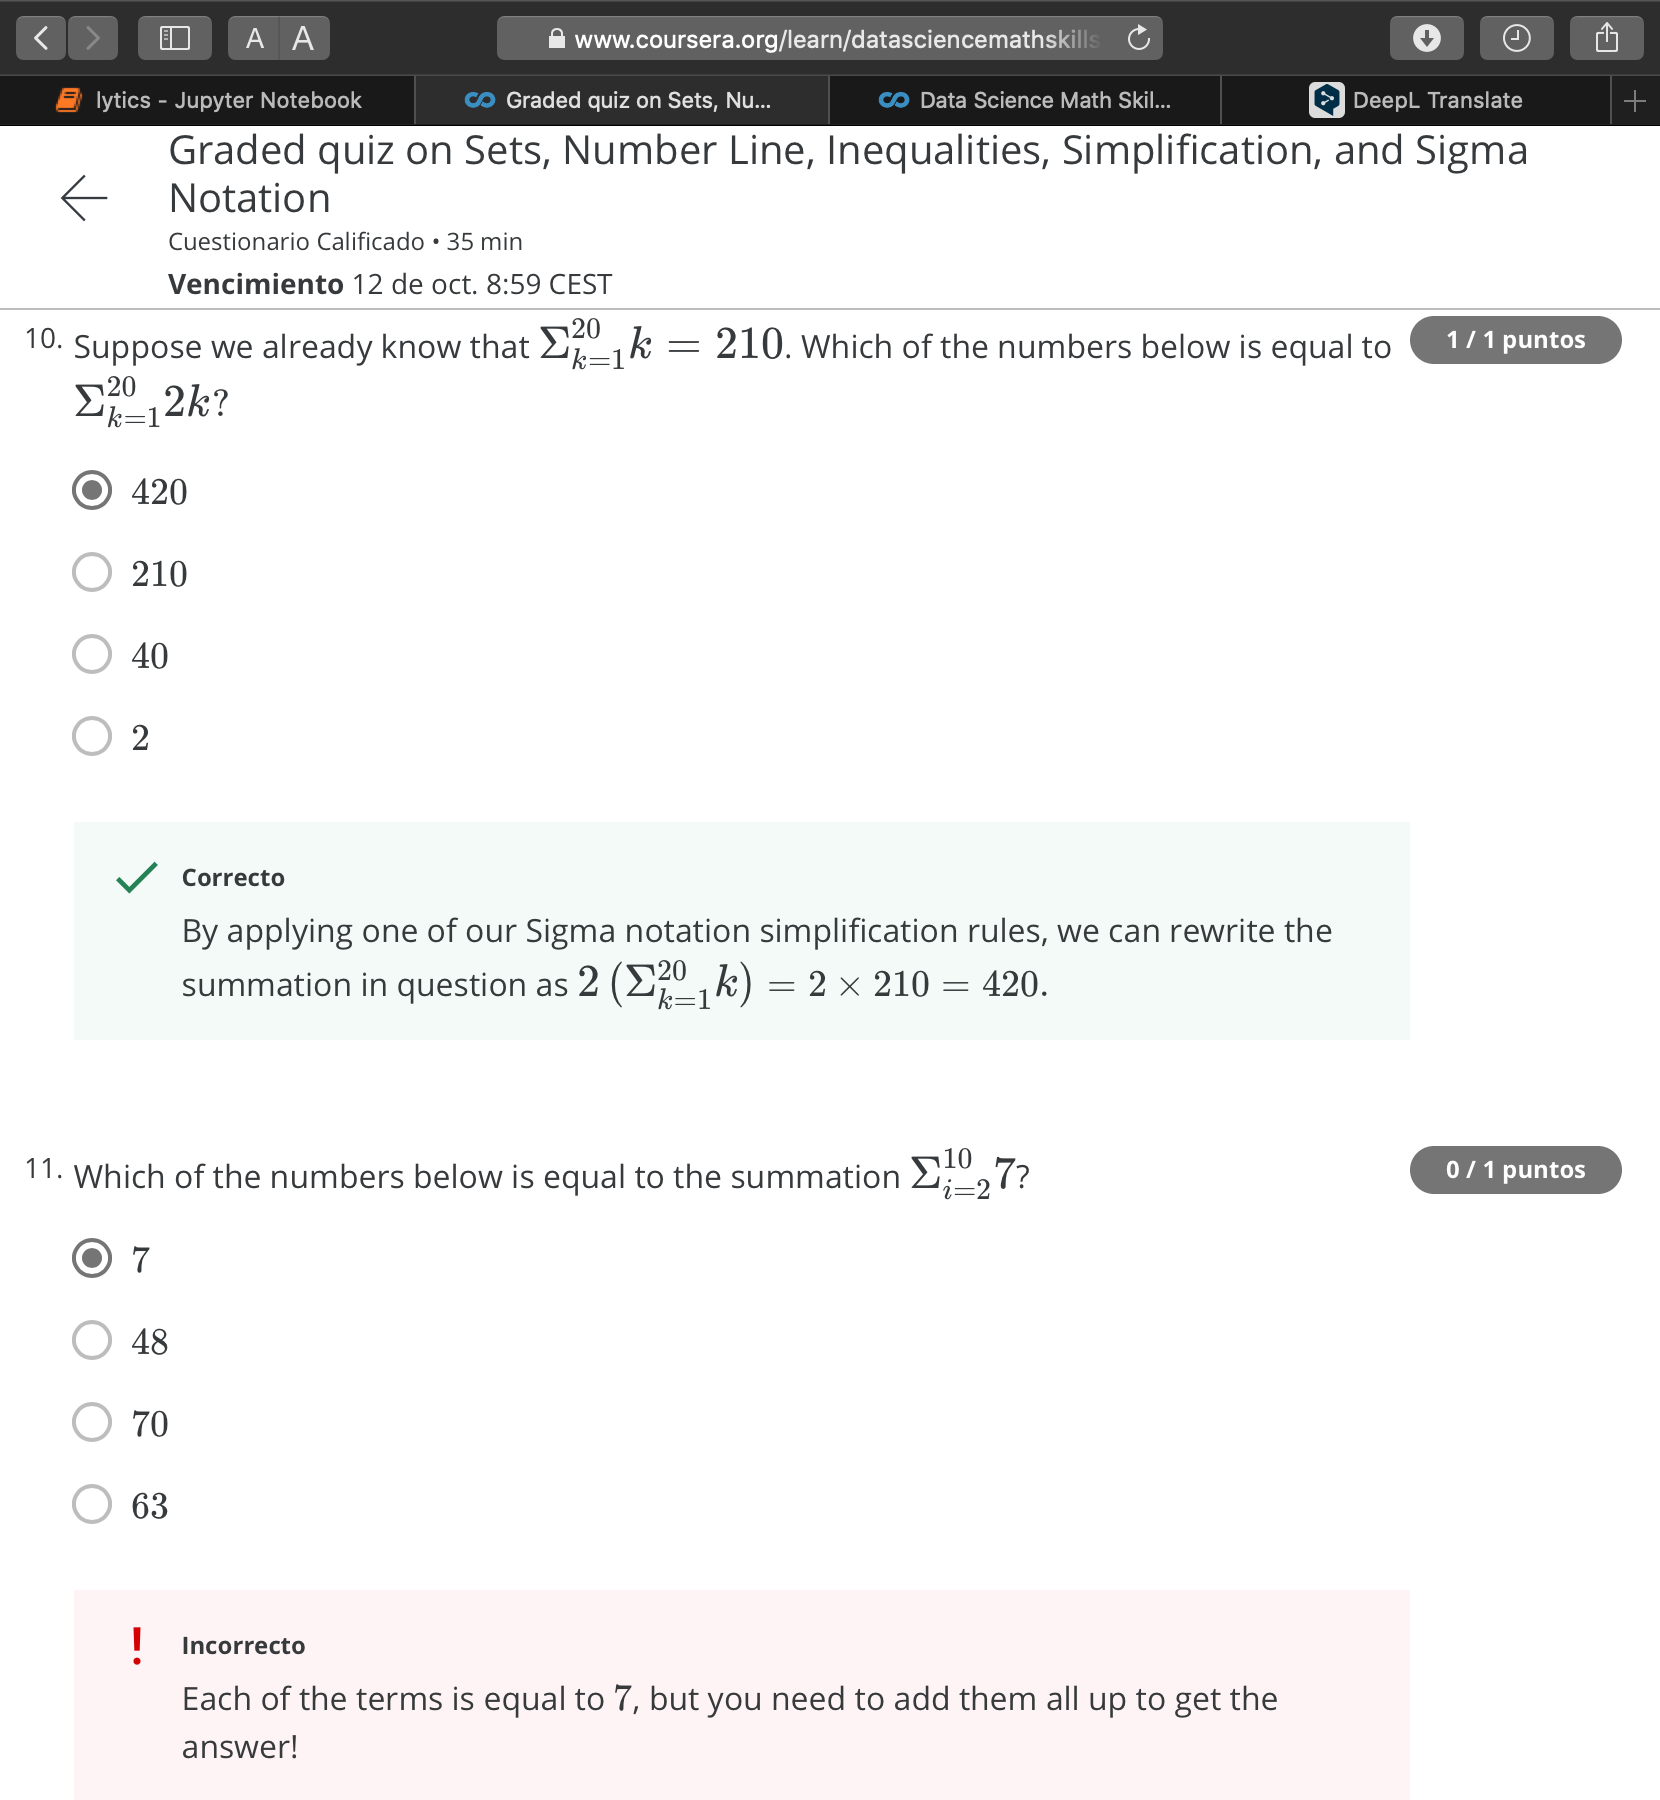 A A www.coursera.org/learn/datasciencemathskills
lytics - Jupyter Notebook Graded quiz on Sets, Nu... Data Science Math Skil... DeepL Translate +
Graded quiz on Sets, Number Line, Inequalities, Simplification, and Sigma
Notation
Cuestionario Calificado • 35 min
Vencimiento 12 de oct. 8:59 CEST
10. Suppose we already know that Σ_{k=1}^{20} k = 210. Which of the numbers below is equal to 1 / 1 puntos
Σ_{k=1}^{20} 2k?
420
210
40
2
Correcto
By applying one of our Sigma notation simplification rules, we can rewrite the
summation in question as 2 (Σ_{k=1}^{20} k) = 2 × 210 = 420.
11. Which of the numbers below is equal to the summation Σ_{i=2}^{10} 7? 0 / 1 puntos
7
48
70
63
! Incorrecto
Each of the terms is equal to 7, but you need to add them all up to get the
answer!